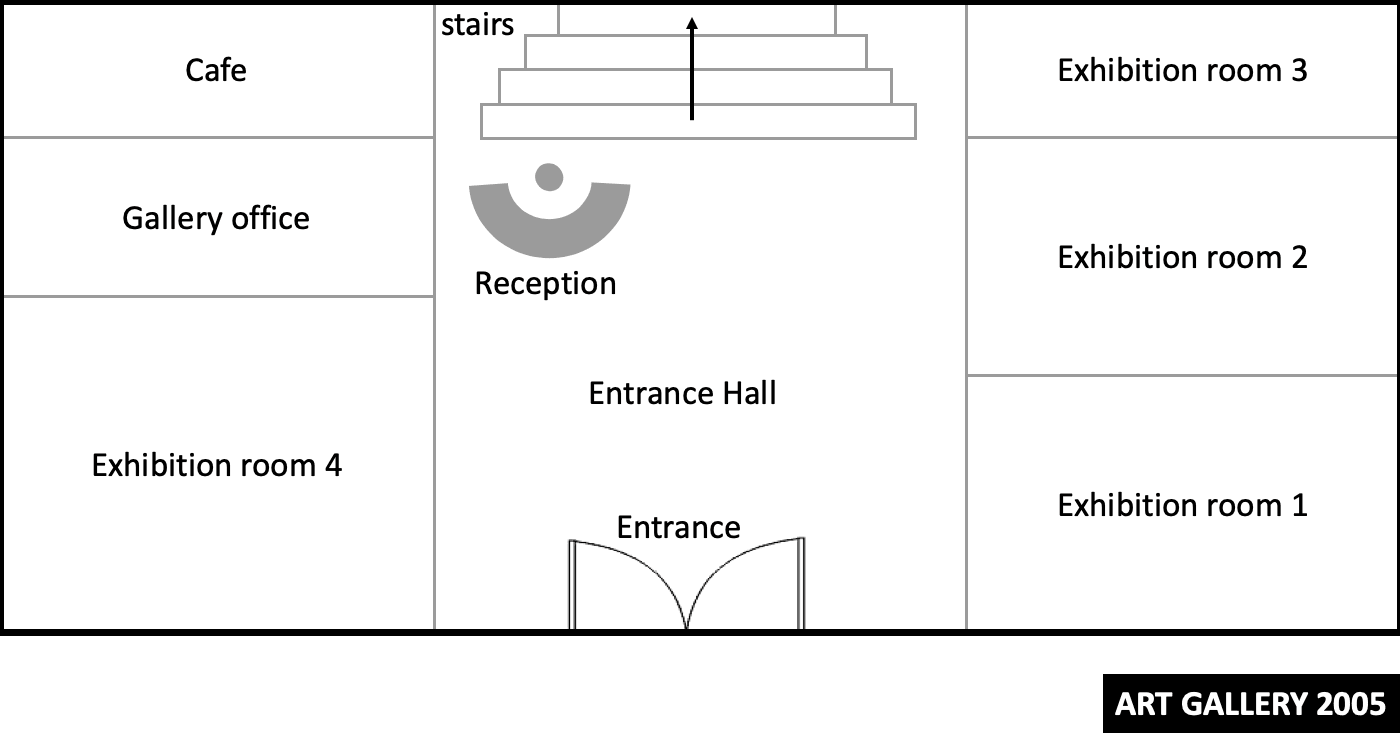 stairs
Cafe
Exhibition room 3
Gallery office
Exhibition room 2
Reception
Entrance Hall
Exhibition room 4
Exhibition room 1
Entrance
ART GALLERY 2005